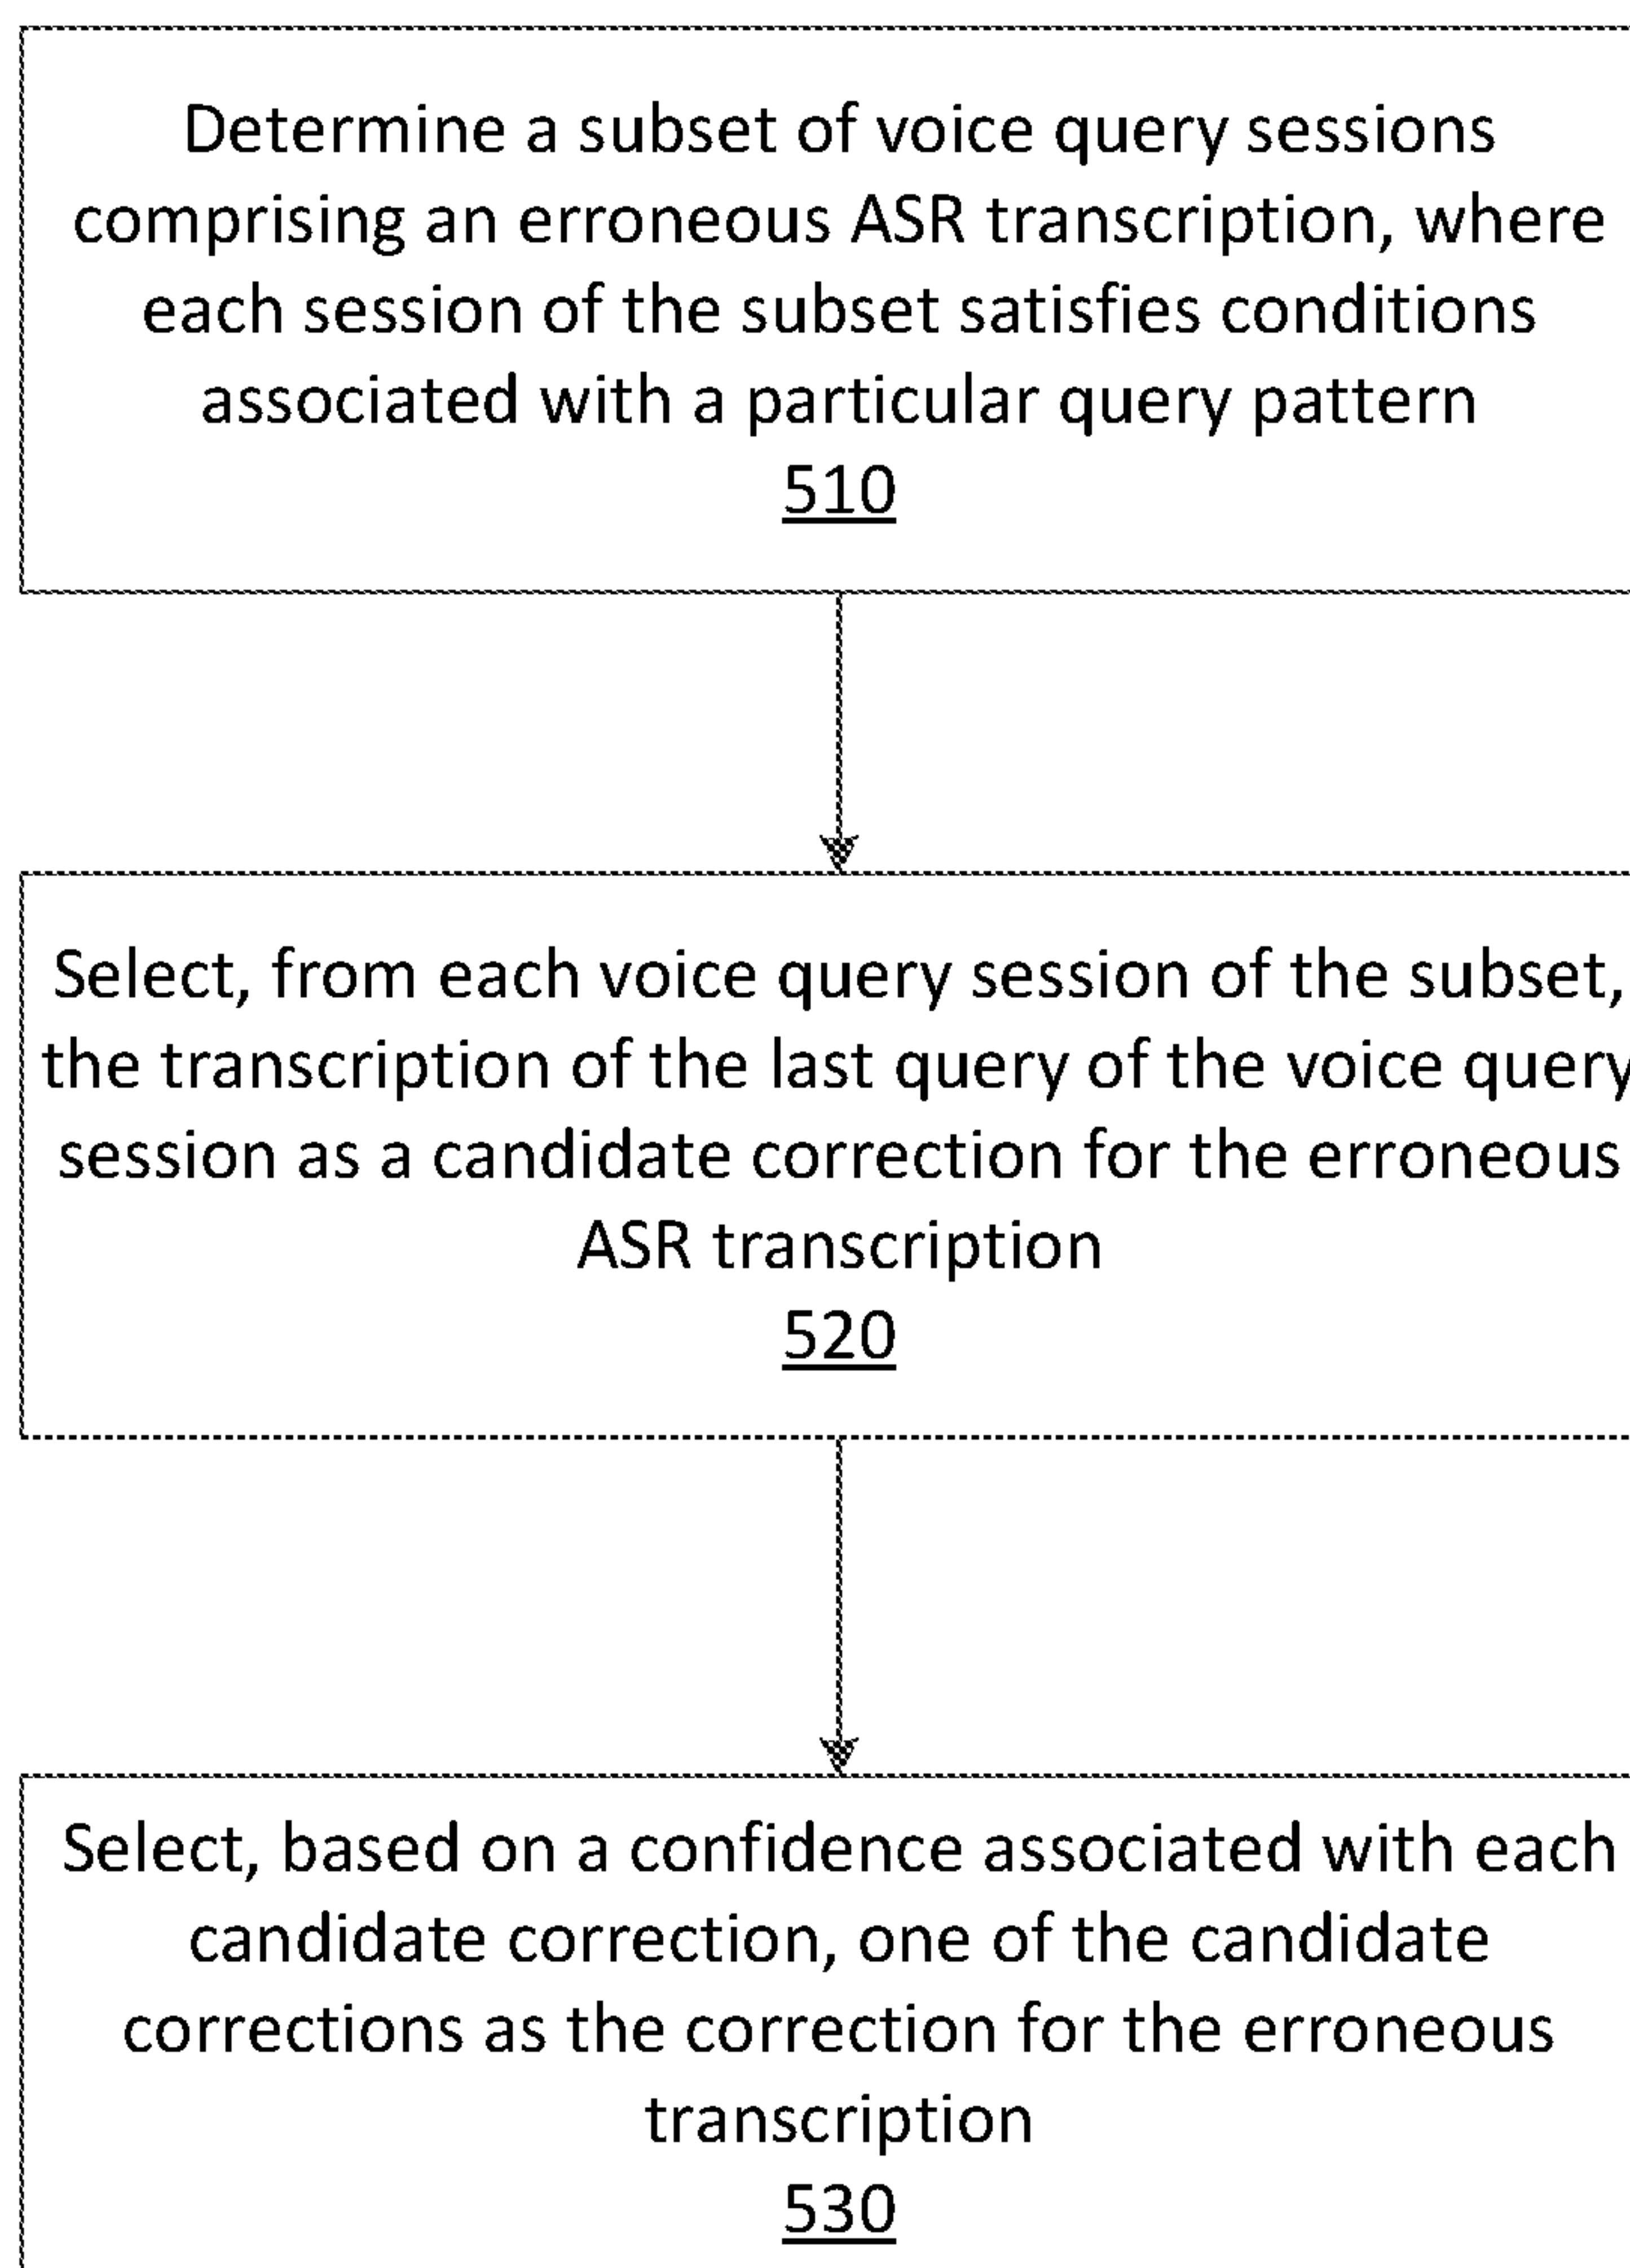 Determine a subset of voice query sessions
comprising an erroneous ASR transcription, where
each session of the subset satisfies conditions
associated with a particular query pattern
510
Select, from each voice query session of the subset,
the transcription of the last query of the voice query
session as a candidate correction for the erroneous
ASR transcription
520
Select, based on a confidence associated with each
candidate correction, one of the candidate
corrections as the correction for the erroneous
transcription
530